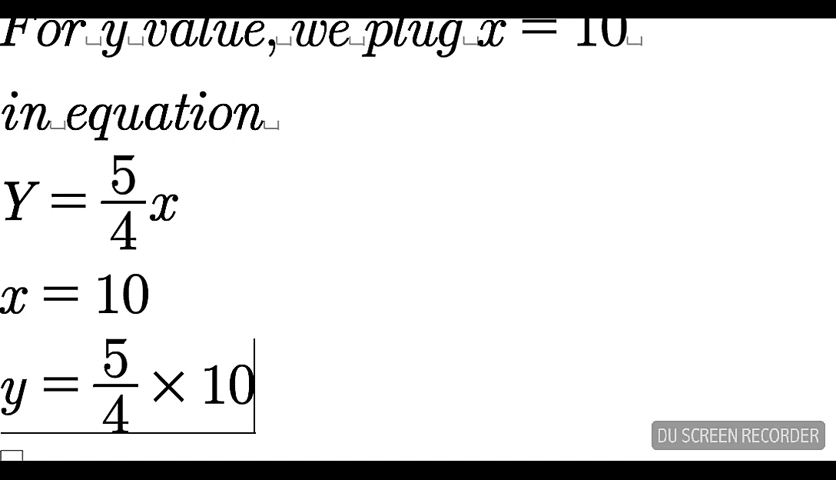 For y value, we plug x = 10
in equation
Y = 5/4 x
x = 10
y = 5/4 × 10
DU SCREEN RECORDER